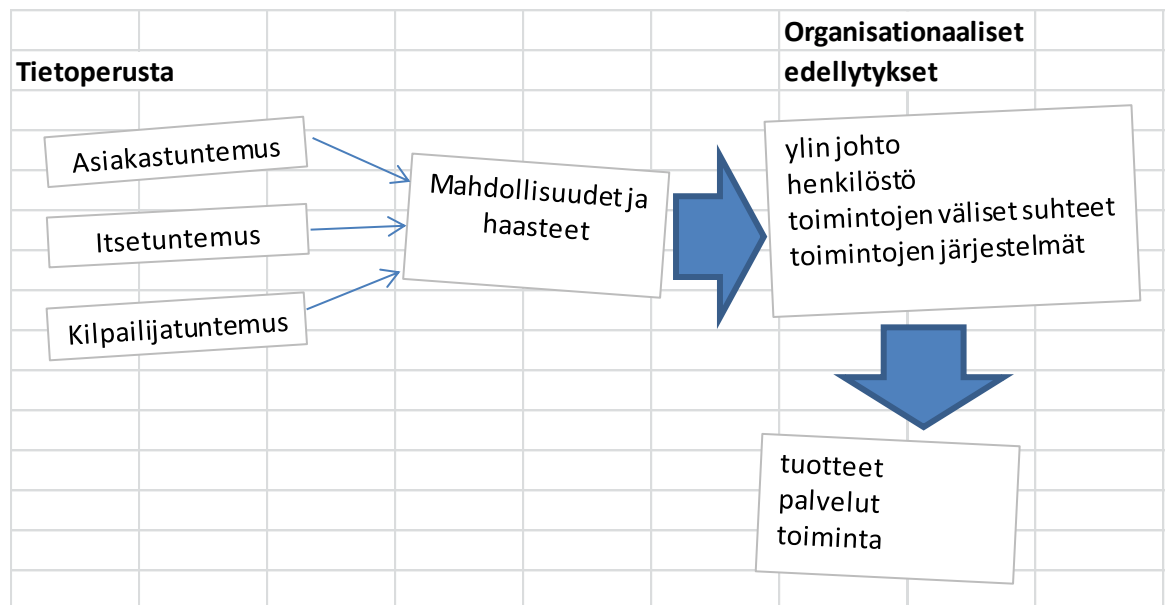 Tietoperusta
Asiakastuntemus
Itsetuntemus
Kilpailijatuntemus
Mahdollisuudet ja
haasteet
Organisationaaliset
edellytykset
ylin johto
henkilöstö
toimintojen väliset suhteet
toimintojen järjestelmät
tuotteet
palvelut
toiminta